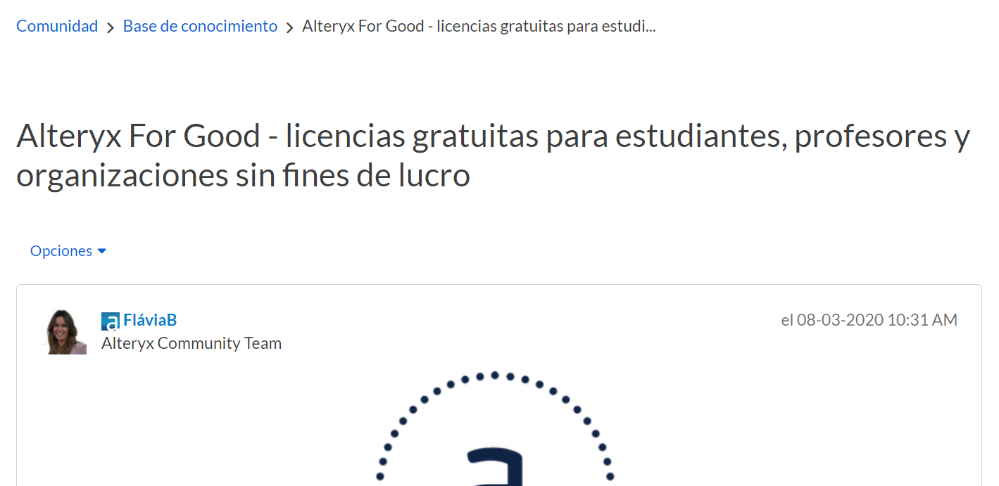 Comunidad > Base de conocimiento > Alteryx For Good - licencias gratuitas para estudi...
Alteryx For Good - licencias gratuitas para estudiantes, profesores y
organizaciones sin fines de lucro
Opciones
a FláviaB
el 08-03-2020 10:31 AM
Alteryx Community Team
a